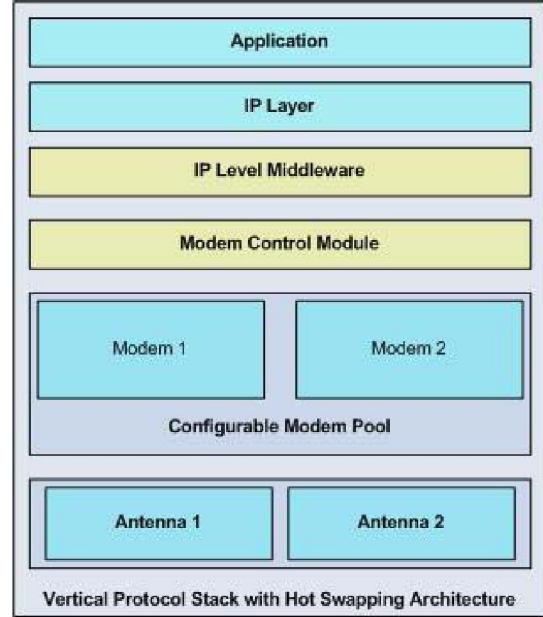 Application
IP Layer
IP Level Middleware
Modem Control Module
Modem 1
Modem 2
Configurable Modem Pool
Antenna 1
Antenna 2
Vertical Protocol Stack with Hot Swapping Architecture